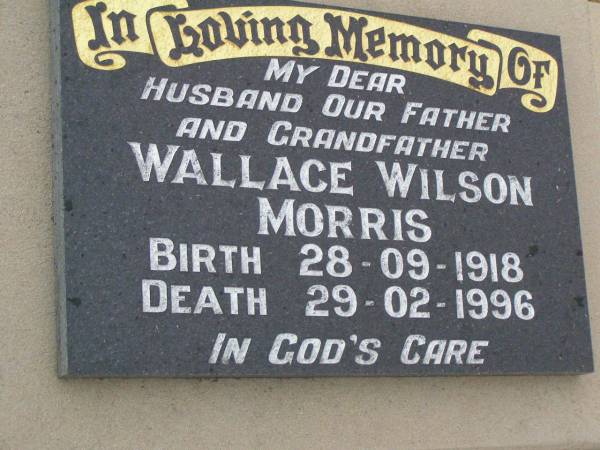 In Loving Memory Of
MY DEAR
HUSBAND OUR FATHER
AND GRANDFATHER
WALLACE WILSON
MORRIS
BIRTH 28-09-1918
DEATH 29-02-1996
IN GOD'S CARE